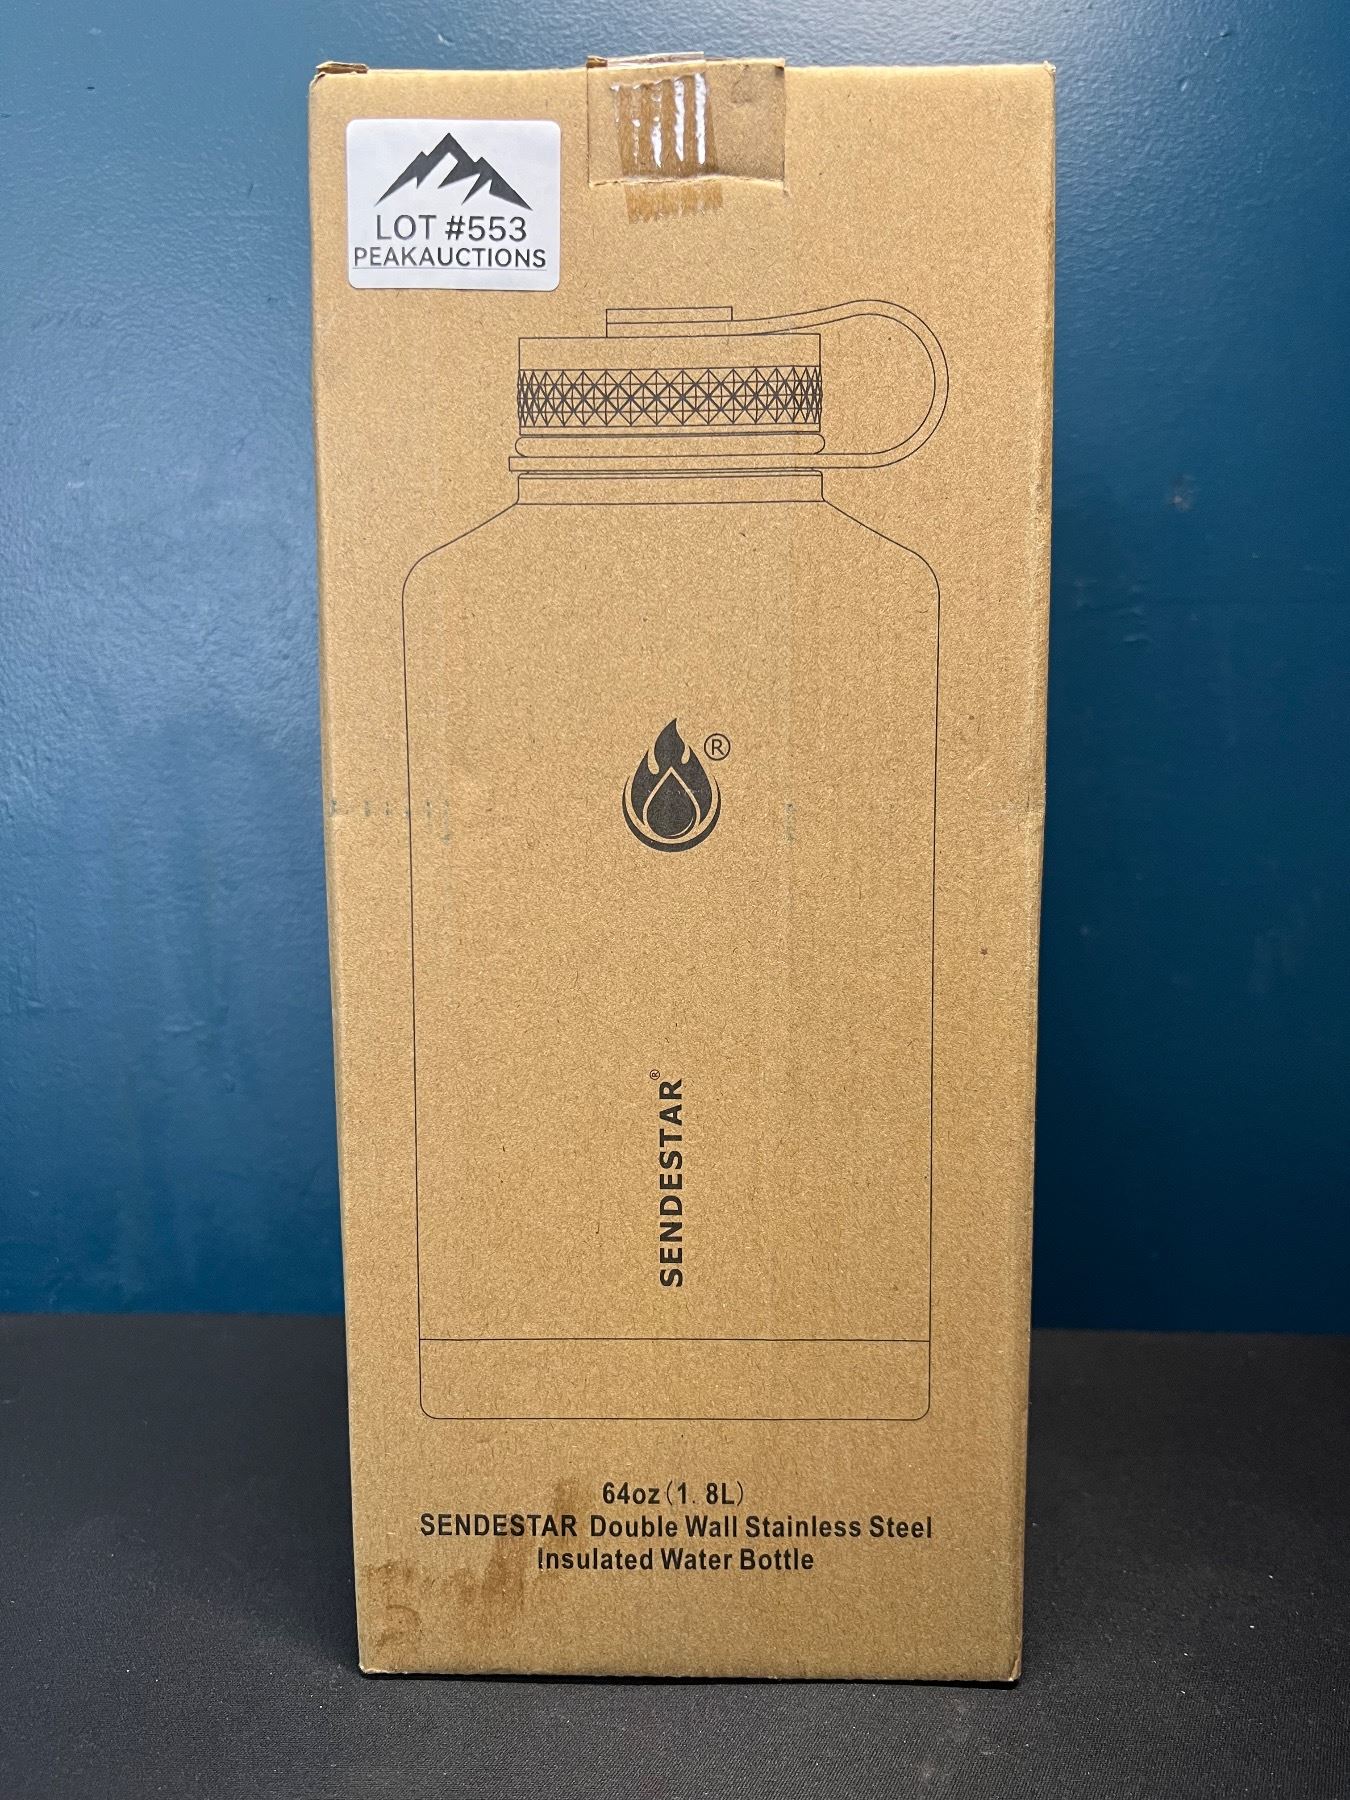 LOT #553
PEAKAUCTIONS
®
SENDESTAR®
64oz(1. 8L)
SENDESTAR Double Wall Stainless Steel
Insulated Water Bottle